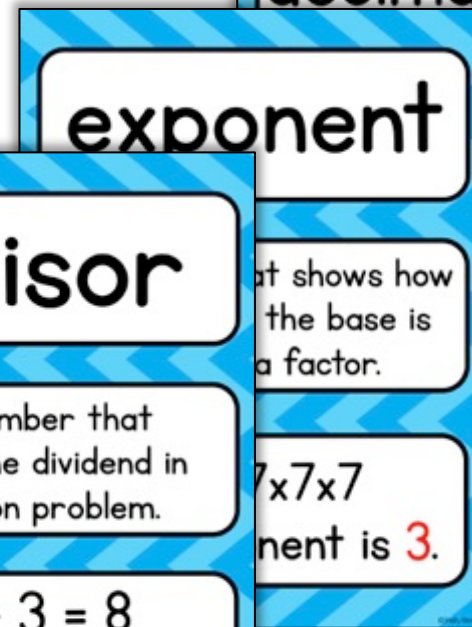 exponent
at shows how
the base is
a factor.
7x7x7
nent is 3.
isor
mber that
e dividend in
on problem.
3 = 8